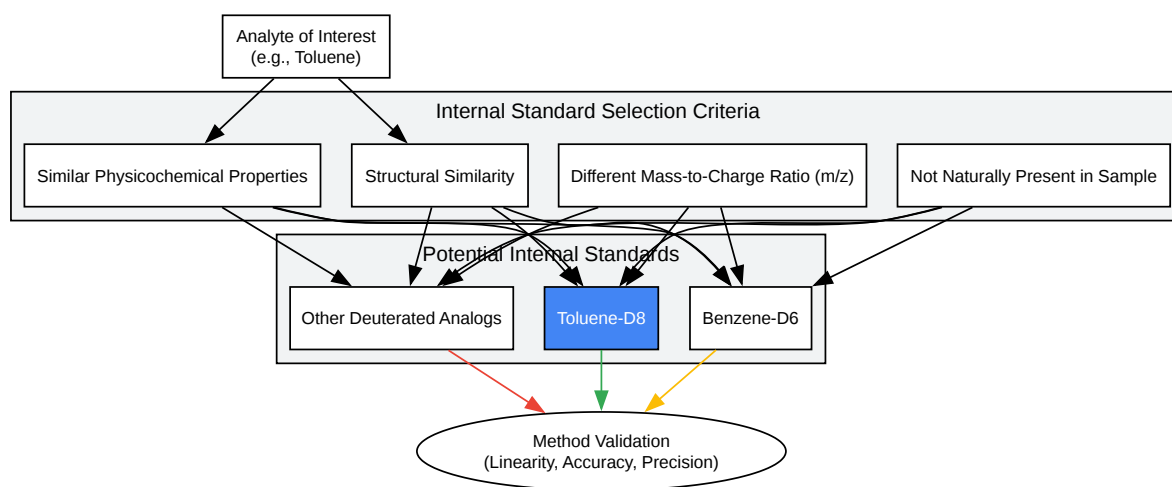 Analyte of Interest
(e.g., Toluene)
Internal Standard Selection Criteria
Similar Physicochemical Properties
Structural Similarity
Different Mass-to-Charge Ratio (m/z)
Not Naturally Present in Sample
Potential Internal Standards
Other Deuterated Analogs
Toluene-D8
Benzene-D6
Method Validation
(Linearity, Accuracy, Precision)